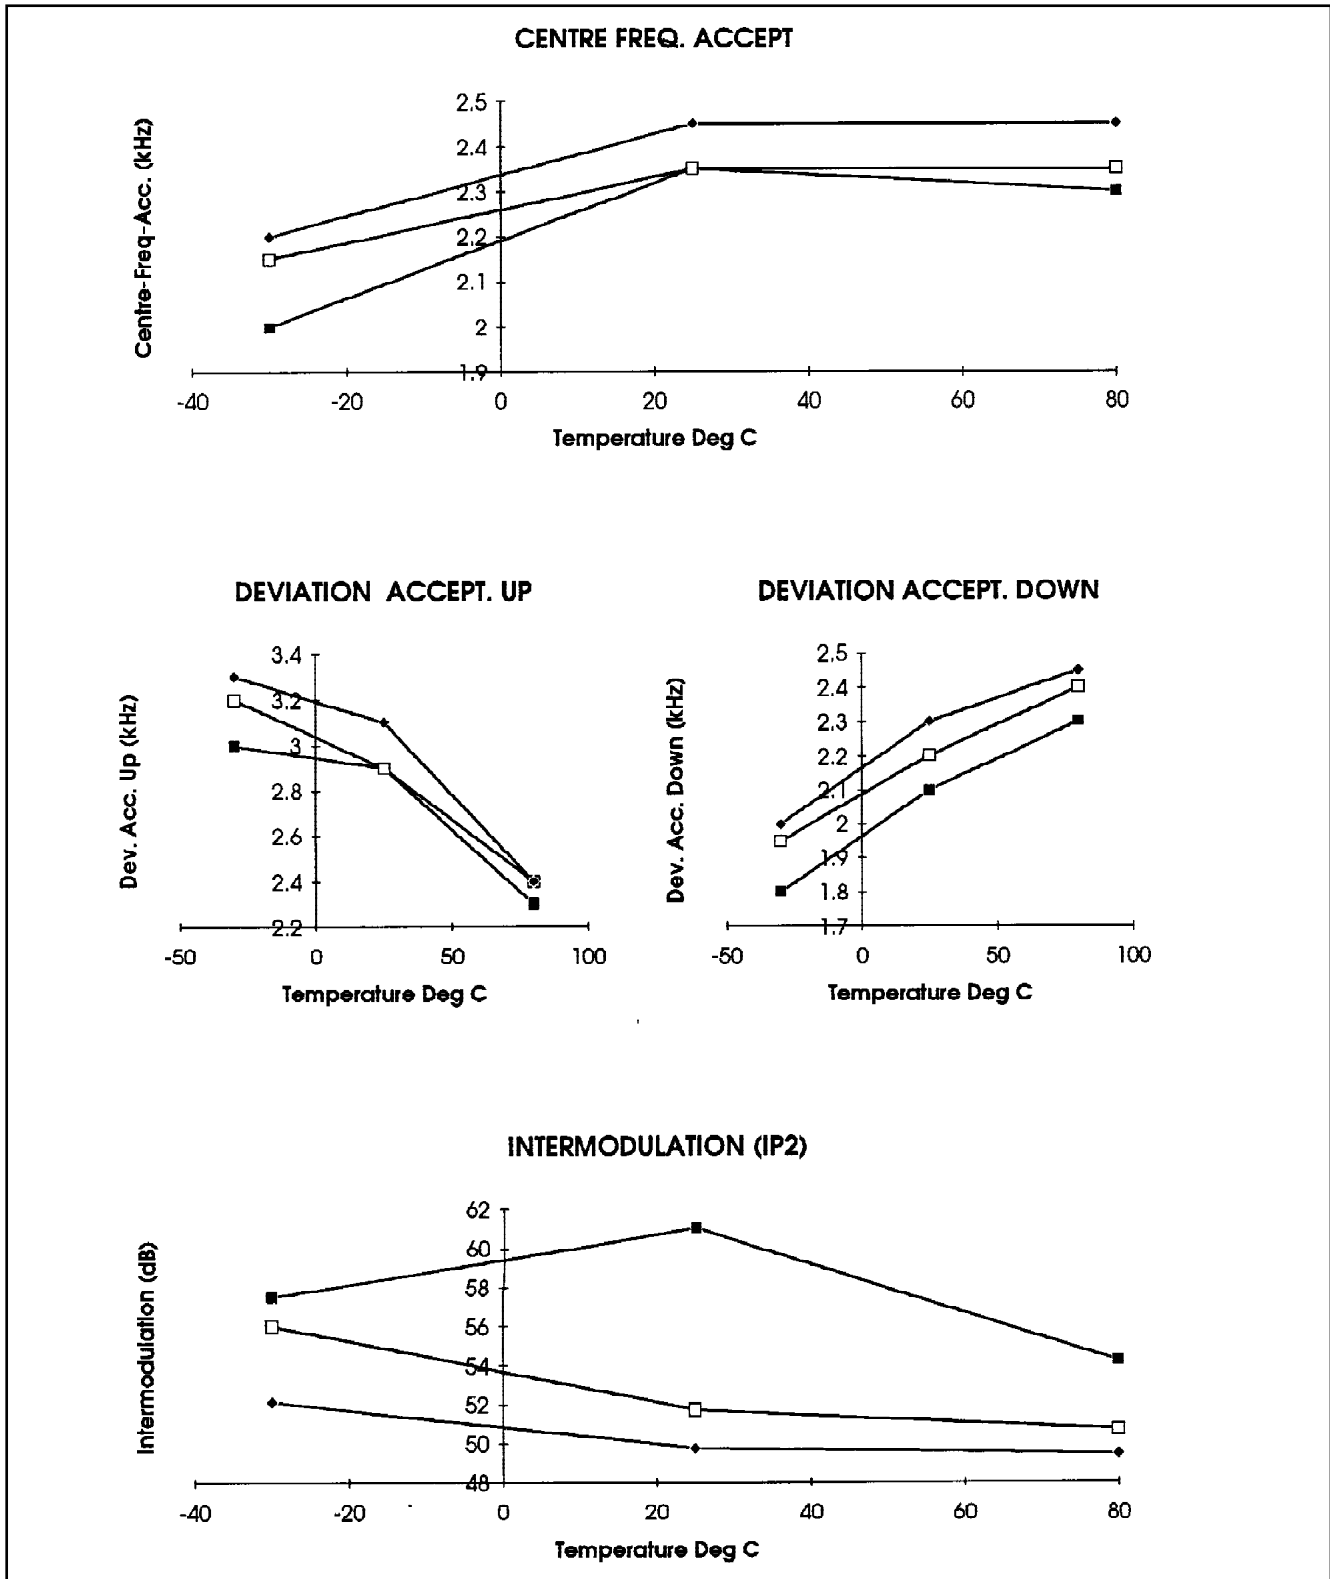 CENTRE FREQ. ACCEPT
Centre-Freq-Acc. (kHz)
2.5
2.4
2.3
2.2
2.1
2
1.9
-40 -20 0 20 40 60 80
Temperature Deg C
DEVIATION ACCEPT. UP
Dev. Acc. Up (kHz)
3.4
3.2
3
2.8
2.6
2.4
2.2
-50 0 50 100
Temperature Deg C
DEVIATION ACCEPT. DOWN
Dev. Acc. Down (kHz)
2.5
2.4
2.3
2.2
2.1
2
1.9
1.8
1.7
-50 0 50 100
Temperature Deg C
INTERMODULATION (IP2)
Intermodulation (dB)
62
60
58
56
54
52
50
48
-40 -20 0 20 40 60 80
Temperature Deg C